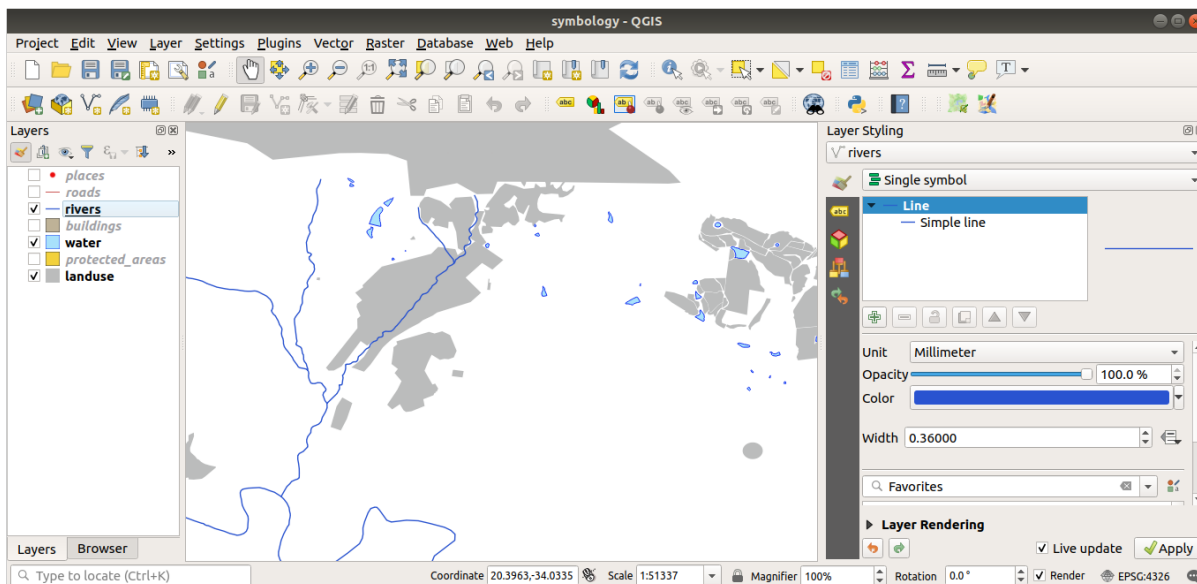 symbology - QGIS
Project Edit View Layer Settings Plugins Vector Raster Database Web Help
Layers
places
roads
rivers
buildings
water
protected_areas
landuse
Layers Browser
Layer Styling
rivers
Single symbol
Line
Simple line
Unit Millimeter
Opacity 100.0 %
Color
Width 0.36000
Favorites
Layer Rendering
Live update Apply
Type to locate (Ctrl+K)
Coordinate 20.3963,-34.0335 Scale 1:51337 Magnifier 100% Rotation 0.0° Render EPSG:4326